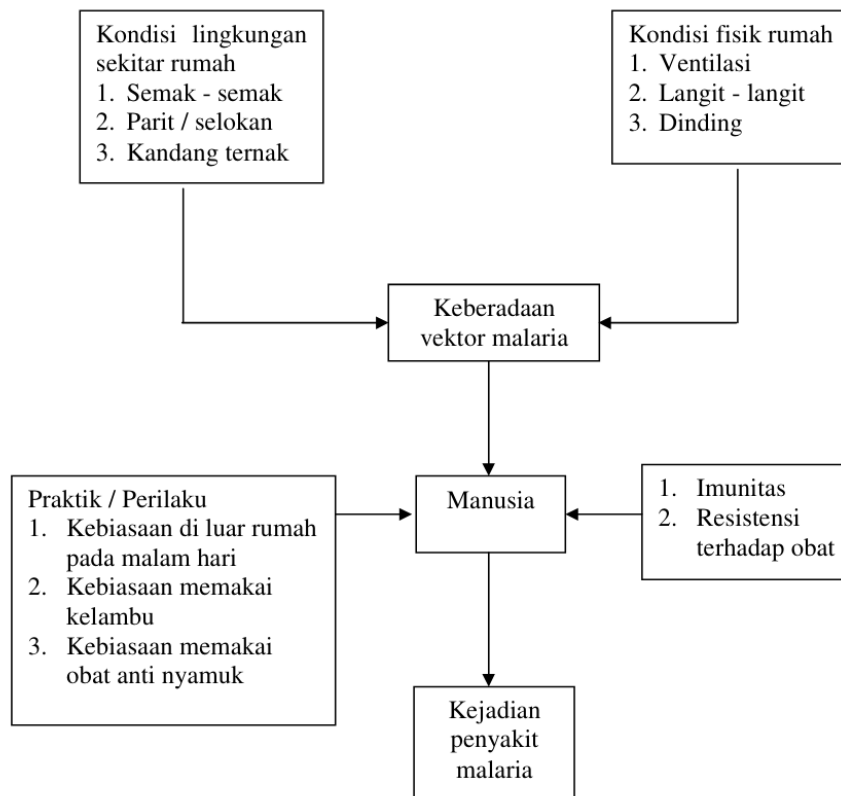 Kondisi lingkungan
sekitar rumah
1. Semak - semak
2. Parit / selokan
3. Kandang ternak
Kondisi fisik rumah
1. Ventilasi
2. Langit - langit
3. Dinding
Keberadaan
vektor malaria
Praktik / Perilaku
1. Kebiasaan di luar rumah
pada malam hari
2. Kebiasaan memakai
kelambu
3. Kebiasaan memakai
obat anti nyamuk
Manusia
1. Imunitas
2. Resistensi
terhadap obat
Kejadian
penyakit
malaria